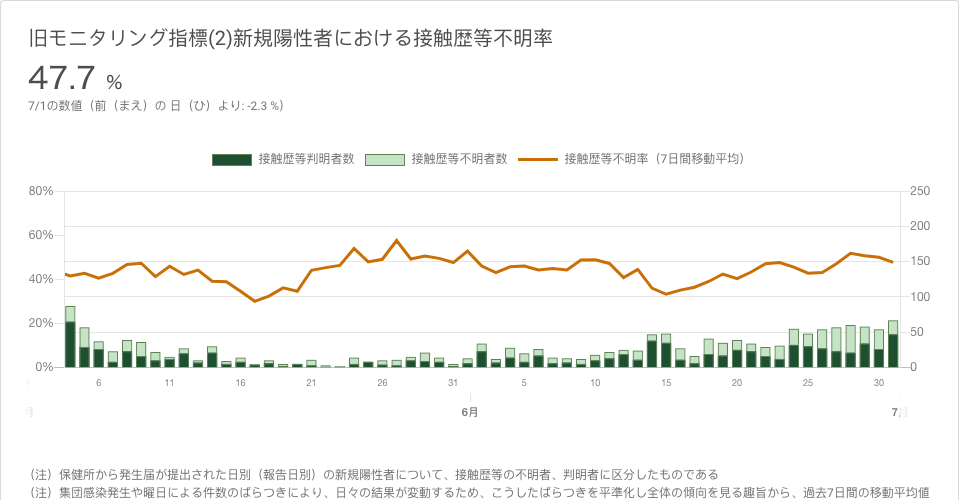 旧モニタリング指標(2)新規陽性者における接触歴等不明率
47.7 %
7/1の数値（前（まえ）の 日（ひ）より: -2.3 %）
接触歴等判明者数 接触歴等不明者数 接触歴等不明率（7日間移動平均）
80% 250
200
60%
150
40%
100
20%
50
0% 0
6 11 16 21 26 31 5 10 15 20 25 30
月 6月 7月
（注）保健所から発生届が提出された日別（報告日別）の新規陽性者について、接触歴等の不明者、判明者に区分したものである
（注）集団感染発生や曜日による件数のばらつきにより、日々の結果が変動するため、こうしたばらつきを平準化し全体の傾向を見る趣旨から、過去7日間の移動平均値